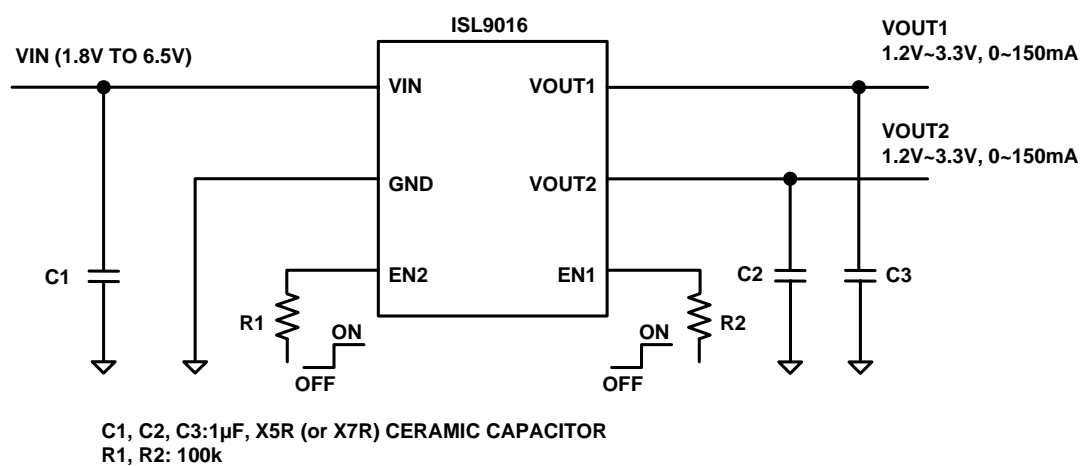 ISL9016
VIN (1.8V TO 6.5V)
VOUT1
1.2V~3.3V, 0~150mA
VIN
VOUT1
VOUT2
1.2V~3.3V, 0~150mA
GND
VOUT2
C1
EN2
EN1
C2
C3
R1
ON
OFF
ON
OFF
R2
C1, C2, C3:1µF, X5R (or X7R) CERAMIC CAPACITOR
R1, R2: 100k